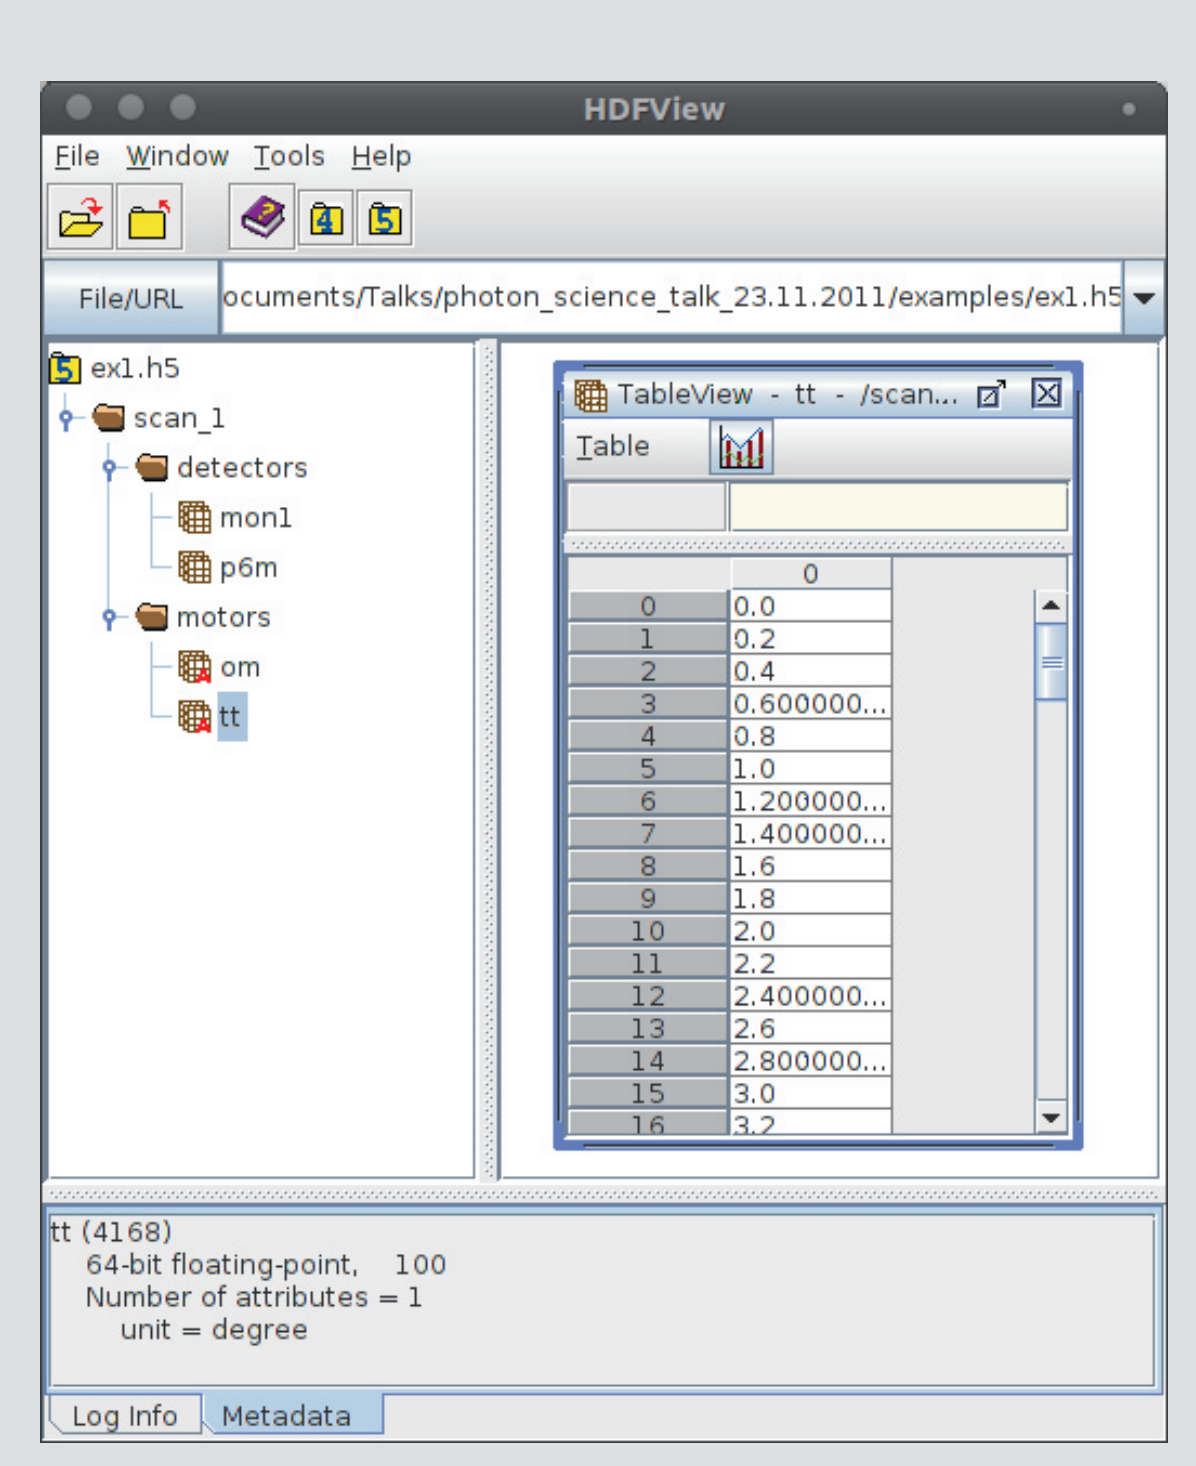 HDFView
File Window Tools Help
4 5
File/URL ocuments/Talks/photon_science_talk_23.11.2011/examples/ex1.h5
5 ex1.h5
scan_1
detectors
mon1
p6m
motors
A om
A tt
TableView - tt - /scan...
Table
0
0 0.0
1 0.2
2 0.4
3 0.600000...
4 0.8
5 1.0
6 1.200000...
7 1.400000...
8 1.6
9 1.8
10 2.0
11 2.2
12 2.400000...
13 2.6
14 2.800000...
15 3.0
16 3.2
tt (4168)
64-bit floating-point, 100
Number of attributes = 1
unit = degree
Log Info Metadata